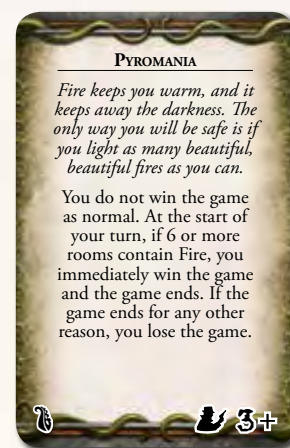 Pyromania
Fire keeps you warm, and it
keeps away the darkness. The
only way you will be safe is if
you light as many beautiful,
beautiful fires as you can.
You do not win the game
as normal. At the start of
your turn, if 6 or more
rooms contain Fire, you
immediately win the game
and the game ends. If the
game ends for any other
reason, you lose the game.
3+